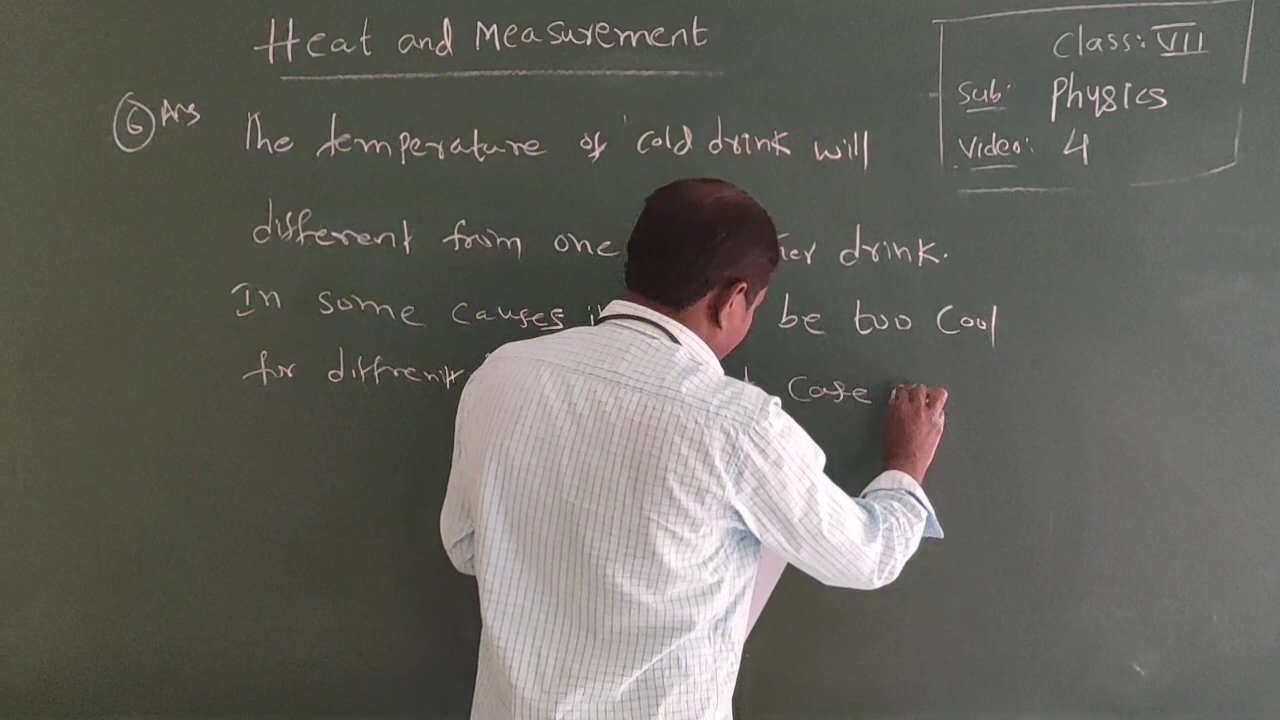 Heat and Measurement
Class: VII
Sub: Physics
Video: 4
6 Ans The temperature of cold drink will
different from one drink.
In some causes be too Cool
for Case